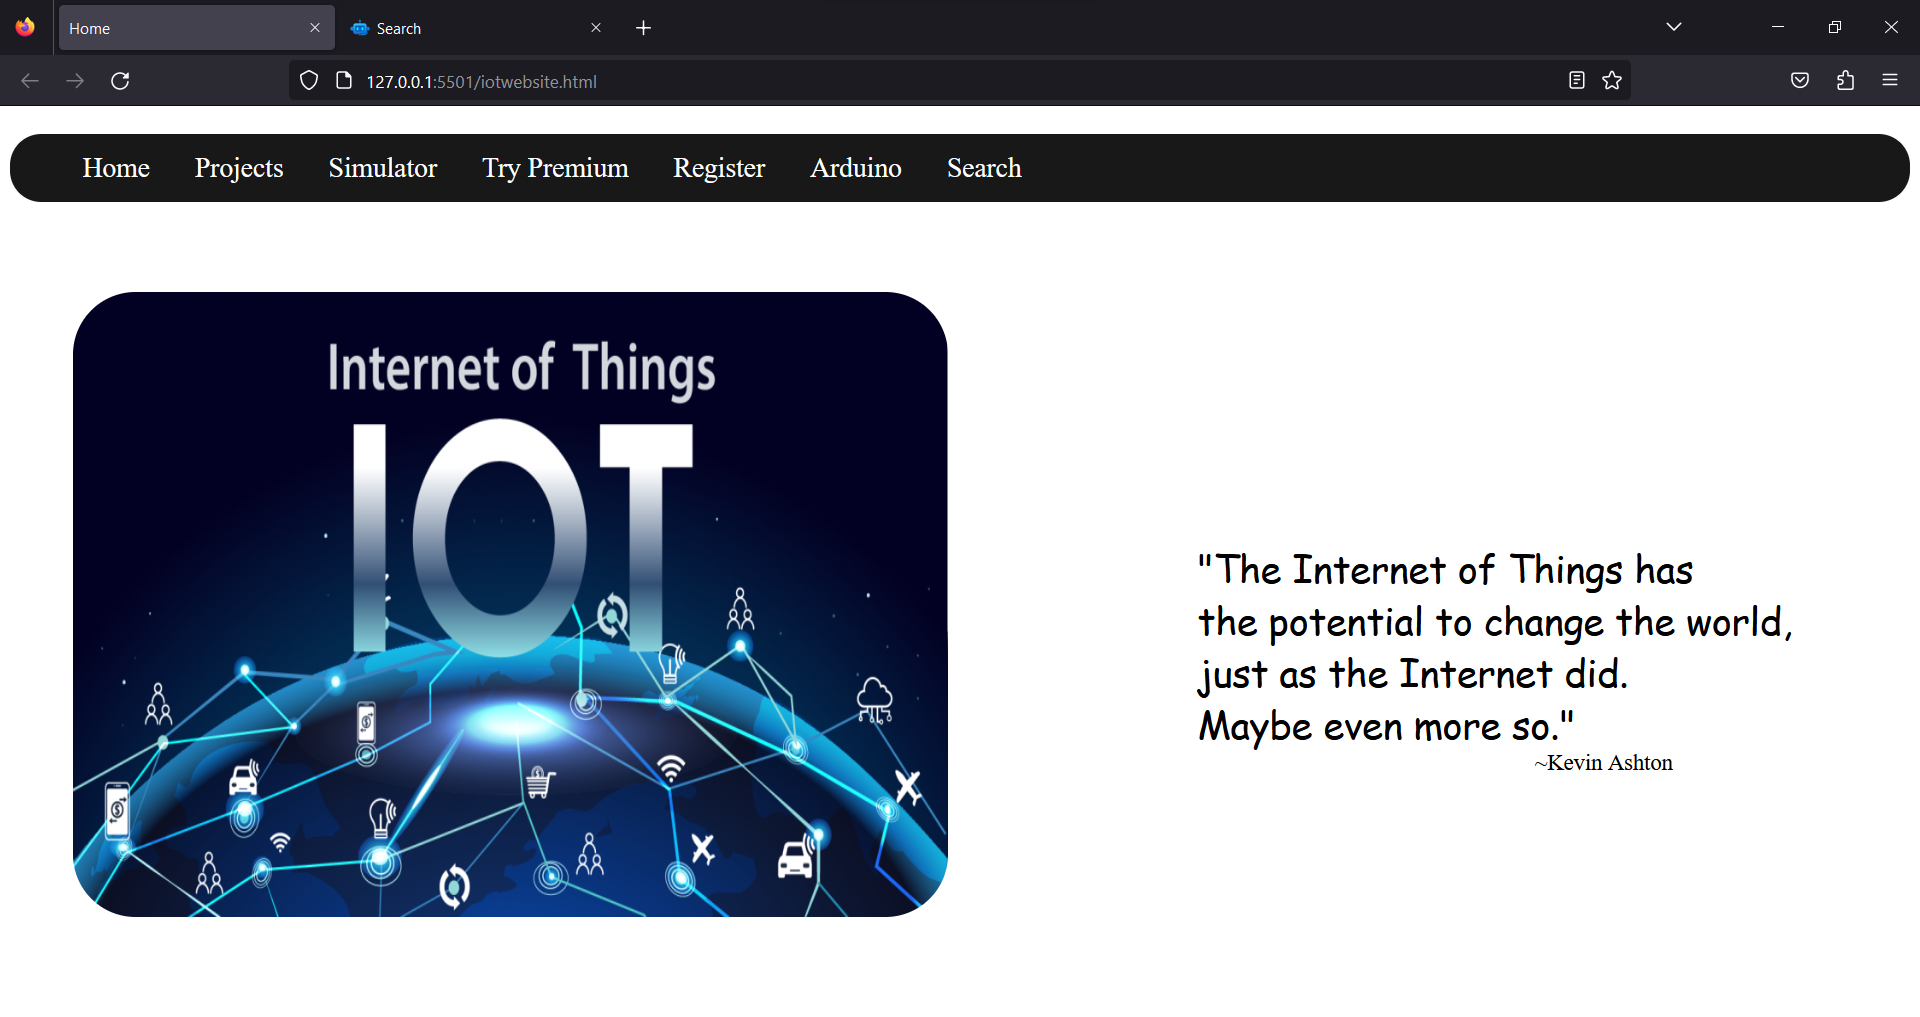 Home
Search
127.0.0.1:5501/iotwebsite.html
Home Projects Simulator Try Premium Register Arduino Search
Internet of Things
IOT
"The Internet of Things has
the potential to change the world,
just as the Internet did.
Maybe even more so."
~Kevin Ashton